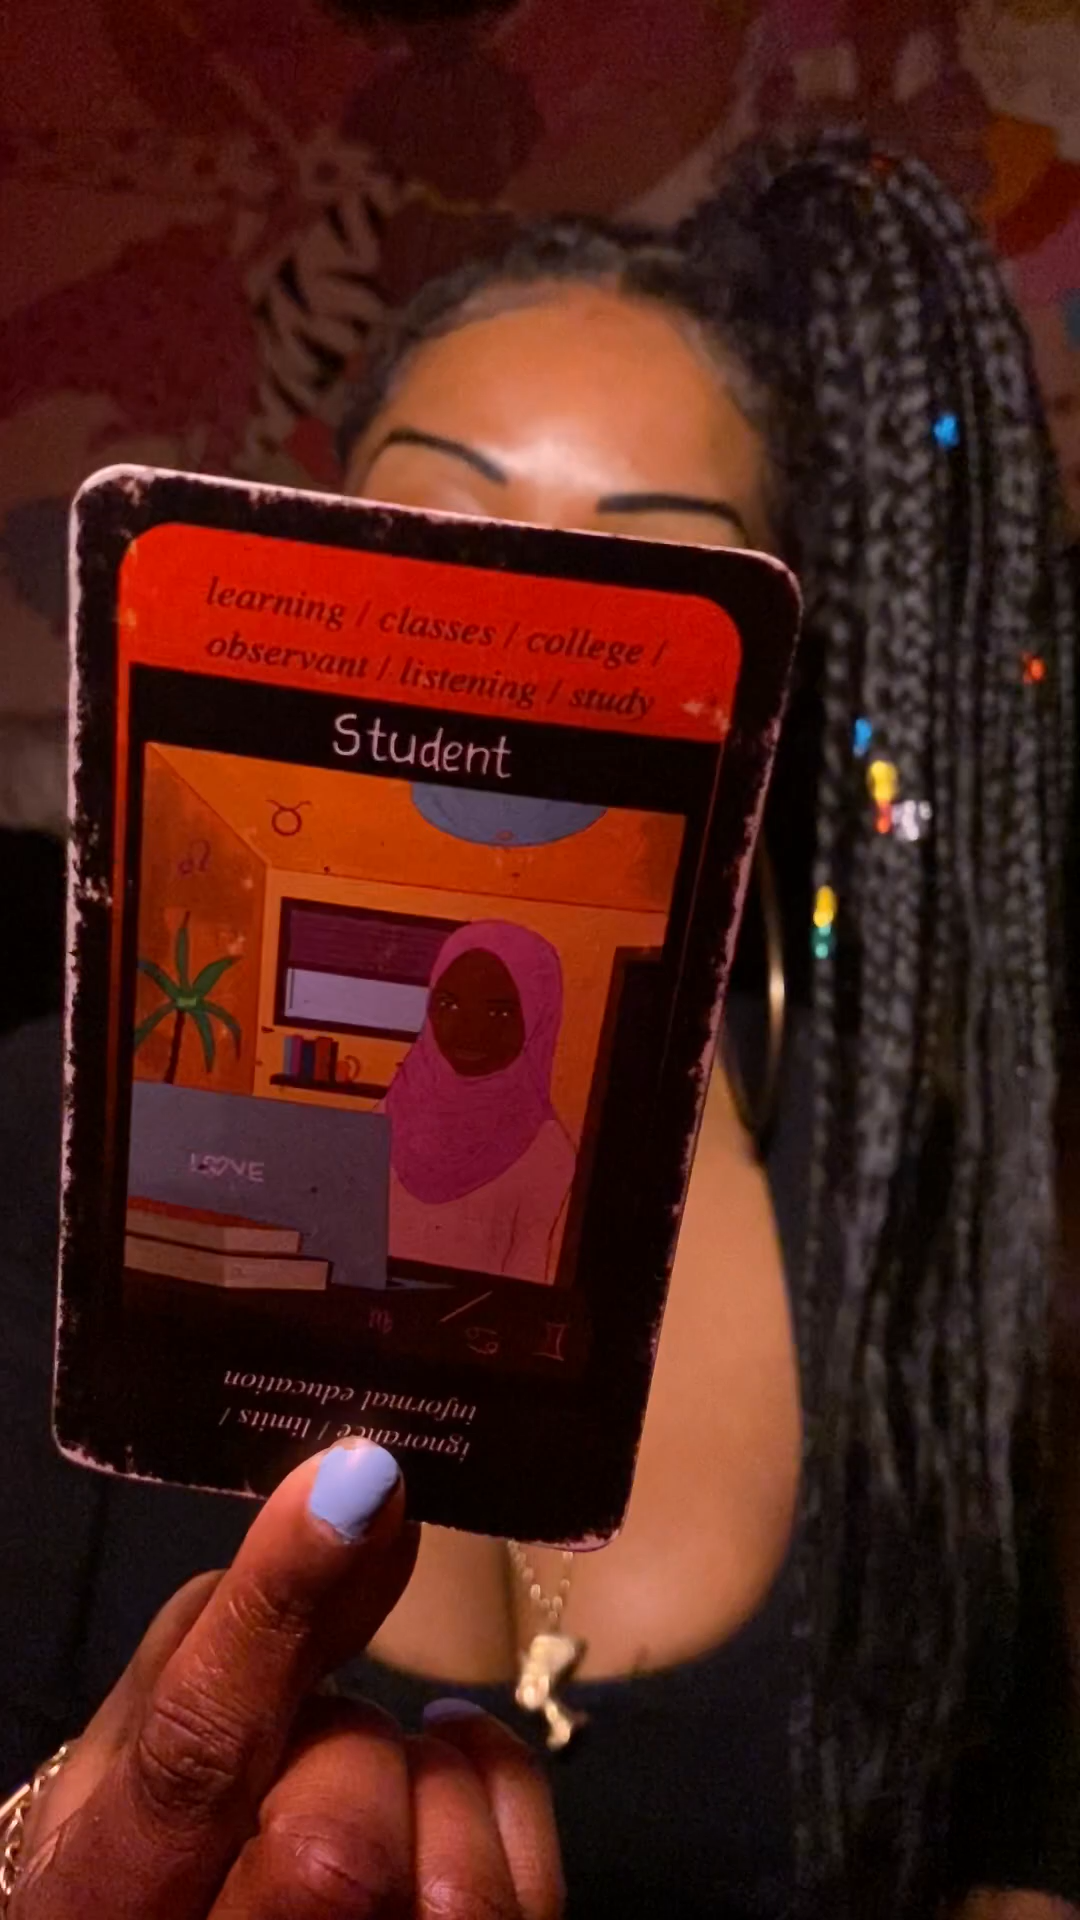 learning / classes / college /
observant / listening / study
Student
LOVE
ignorance / limits /
informal education